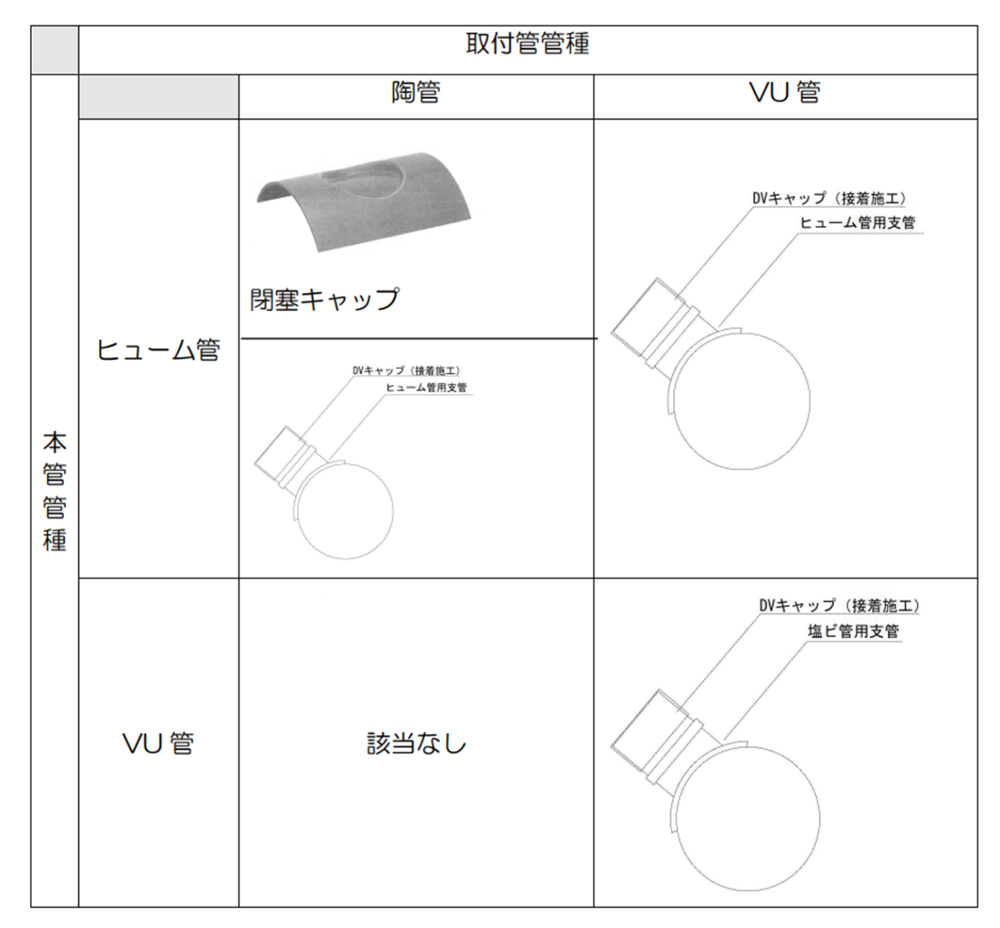 取付管管種
陶管
VU 管
本管管種
ヒューム管
閉塞キャップ
DVキャップ（接着施工）
ヒューム管用支管
DVキャップ（接着施工）
ヒューム管用支管
VU 管
該当なし
DVキャップ（接着施工）
塩ビ管用支管